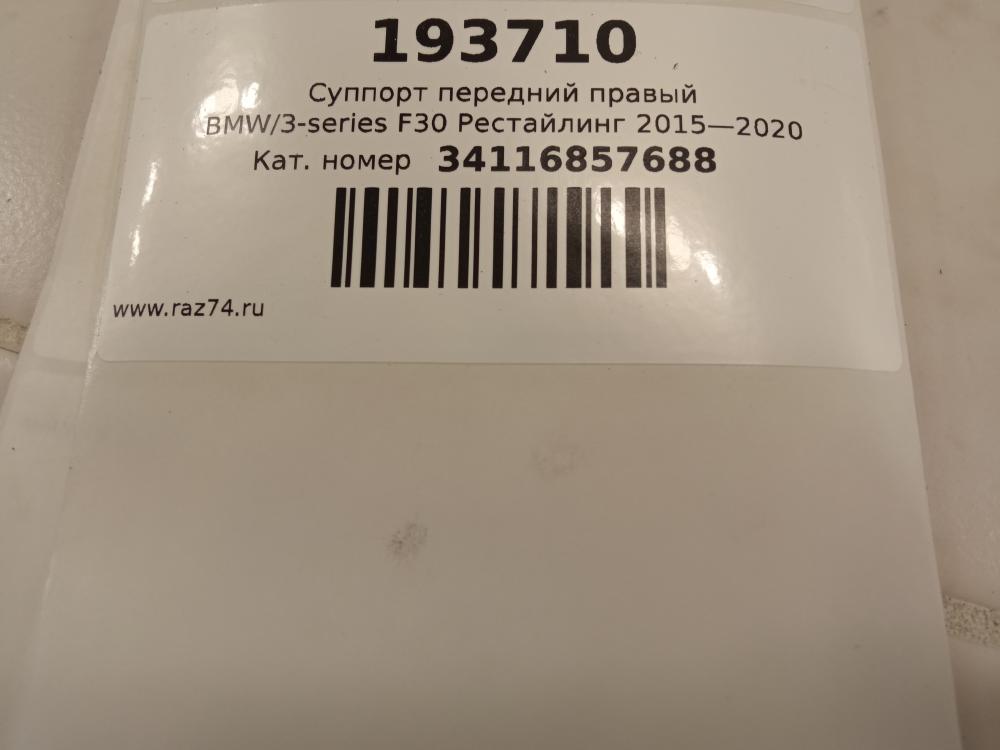 193710
Суппорт передний правый
BMW/3-series F30 Рестайлинг 2015—2020
Кат. номер 34116857688
www.raz74.ru